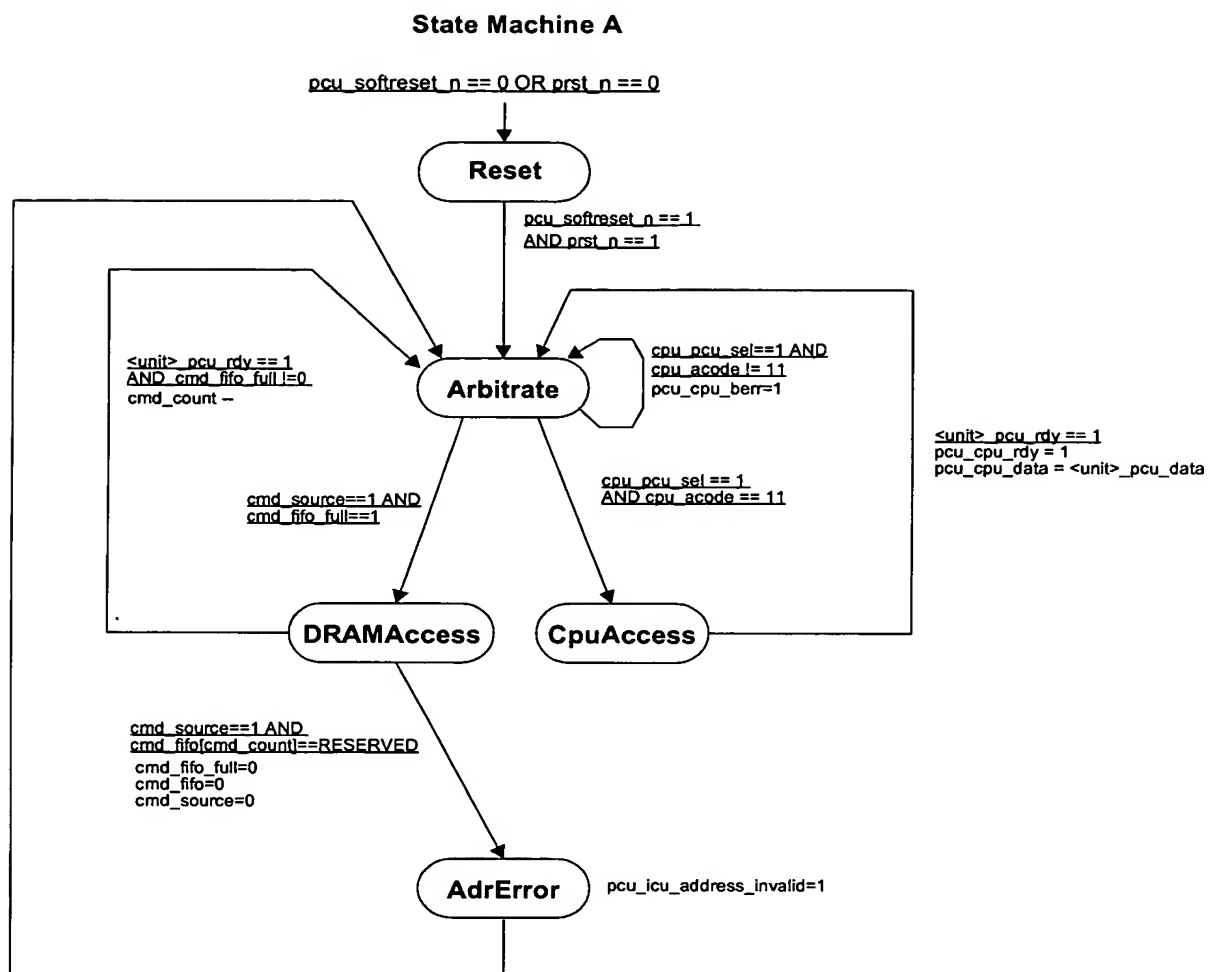 State Machine A
pcu_softreset_n == 0 OR prst_n == 0
Reset
pcu_softreset_n == 1
AND prst_n == 1
<unit>_pcu_rdy == 1
AND cmd_fifo_full !=0
cmd_count --
Arbitrate
cpu_pcu_sel==1 AND
cpu_acode != 11
pcu_cpu_berr=1
<unit>_pcu_rdy == 1
pcu_cpu_rdy = 1
pcu_cpu_data = <unit>_pcu_data
cmd_source==1 AND
cmd_fifo_full==1
cpu_pcu_sel == 1
AND cpu_acode == 11
DRAMAccess
CpuAccess
cmd_source==1 AND
cmd_fifo[cmd_count]==RESERVED
cmd_fifo_full=0
cmd_fifo=0
cmd_source=0
AdrError
pcu_icu_address_invalid=1